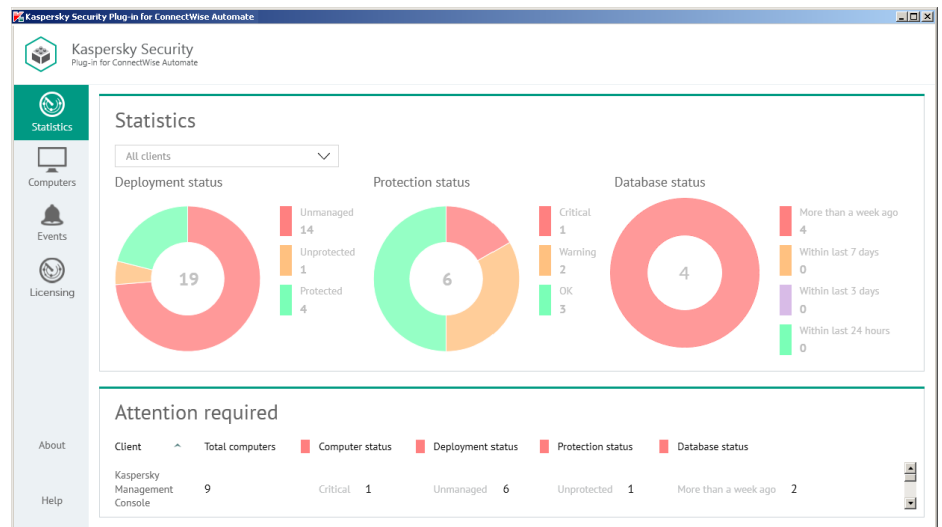 Kaspersky Security Plug-in for ConnectWise Automate
Kaspersky Security
Plug-in for ConnectWise Automate
Statistics
Computers
Events
Licensing
About
Help
Statistics
All clients
Deployment status
19
Unmanaged
14
Unprotected
1
Protected
4
Protection status
6
Critical
1
Warning
2
OK
3
Database status
4
More than a week ago
4
Within last 7 days
0
Within last 3 days
0
Within last 24 hours
0
Attention required
Client Total computers Computer status Deployment status Protection status Database status
Kaspersky
Management 9 Critical 1 Unmanaged 6 Unprotected 1 More than a week ago 2
Console